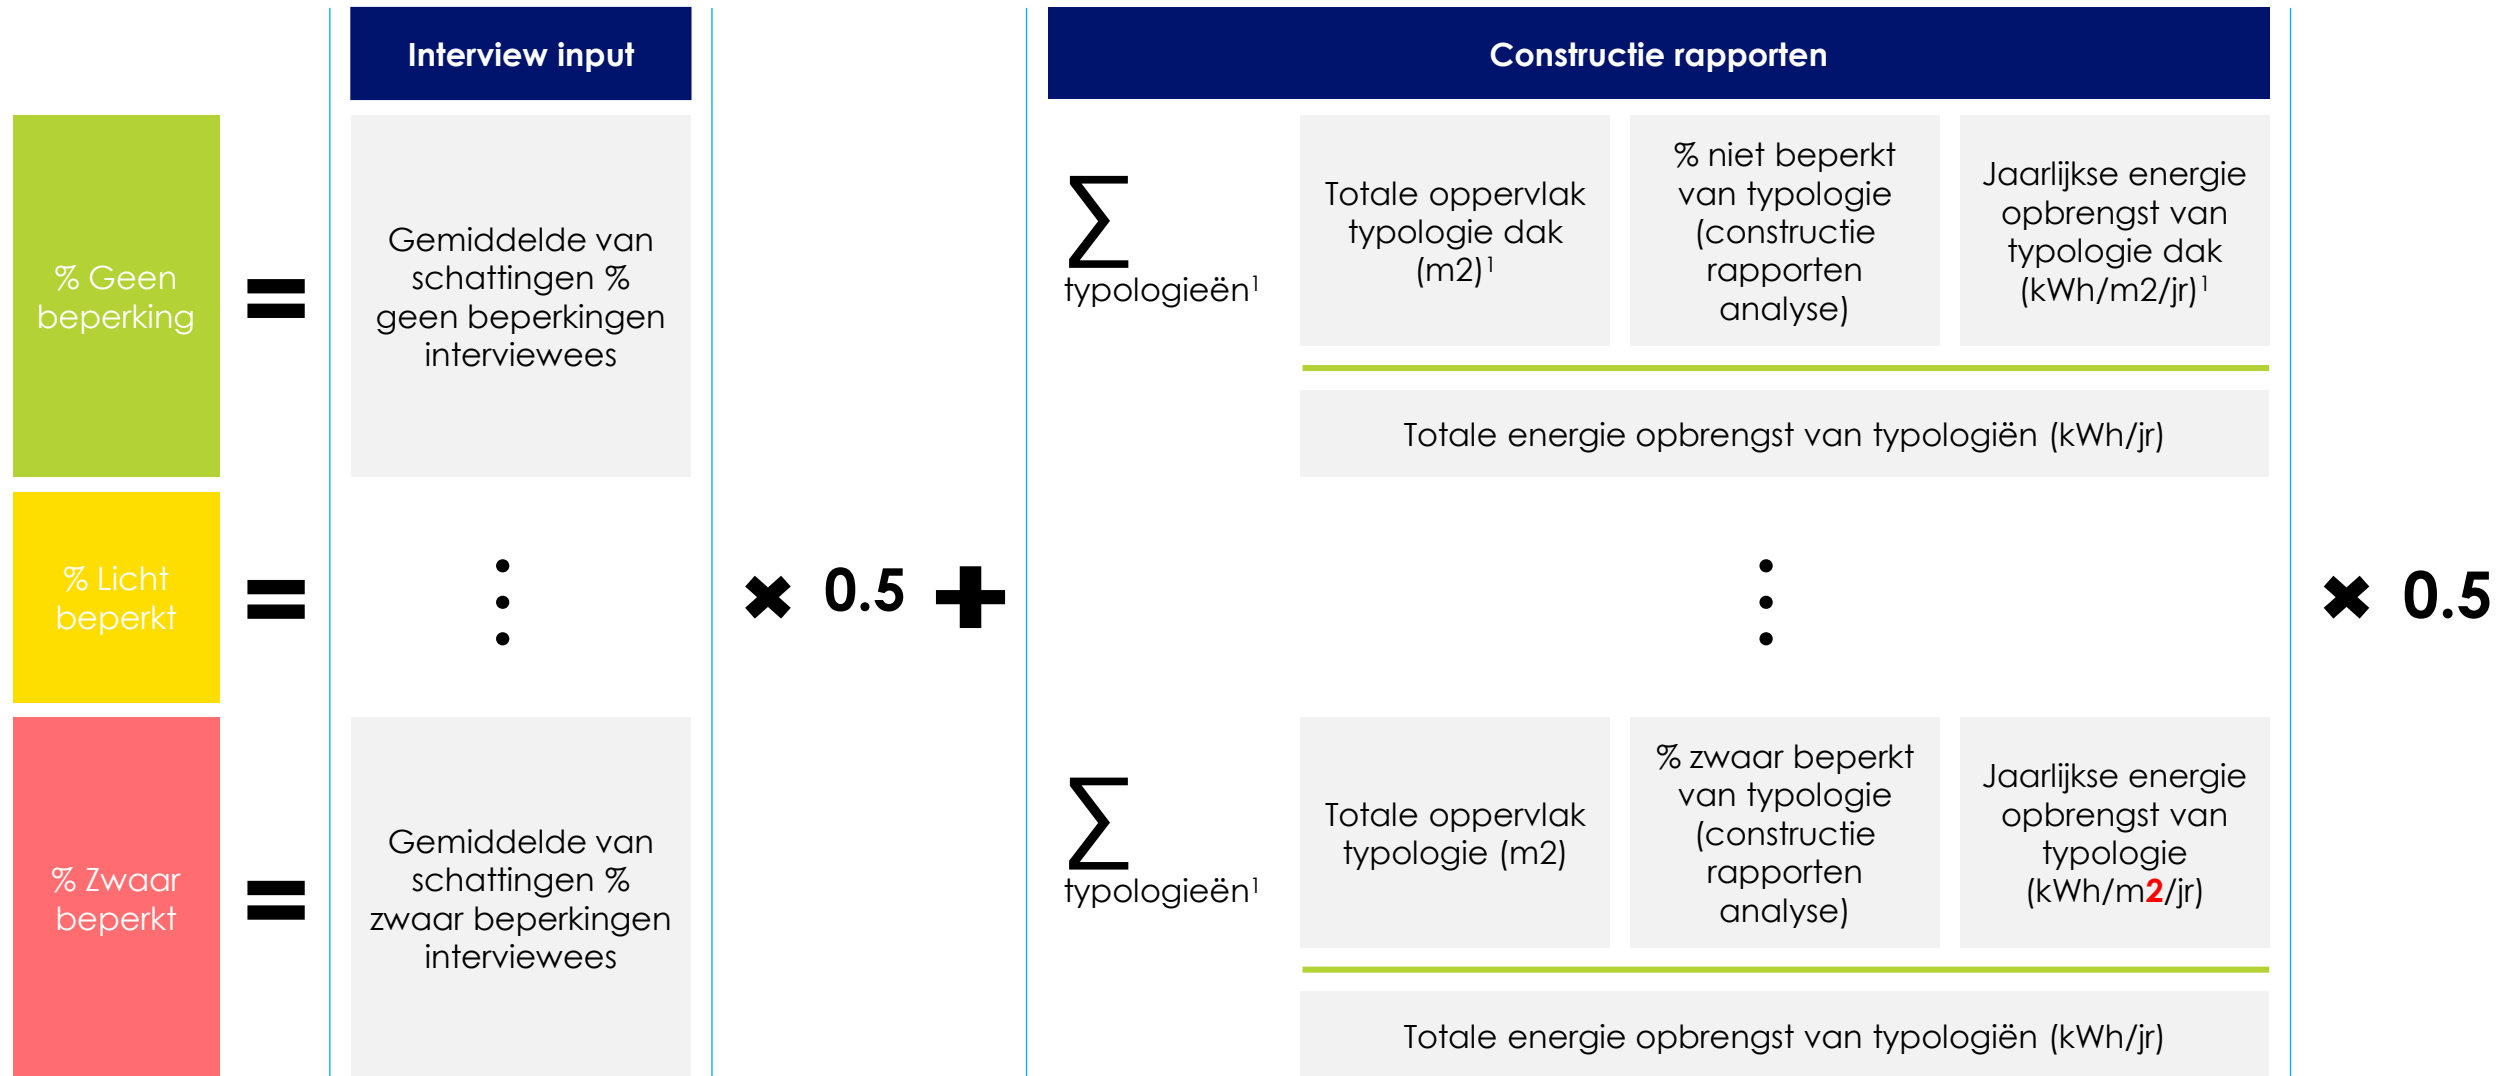 Interview input
Constructie rapporten
% Geen
beperking
=
Gemiddelde van
schattingen %
geen beperkingen
interviewees
∑
typologieën¹
Totale oppervlak
typologie dak
(m2)¹
% niet beperkt
van typologie
(constructie
rapporten
analyse)
Jaarlijkse energie
opbrengst van
typologie dak
(kWh/m2/jr)¹
Totale energie opbrengst van typologiën (kWh/jr)
% Licht
beperkt
=
⋮
× 0.5 +
⋮
× 0.5
% Zwaar
beperkt
=
Gemiddelde van
schattingen %
zwaar beperkingen
interviewees
∑
typologieën¹
Totale oppervlak
typologie (m2)
% zwaar beperkt
van typologie
(constructie
rapporten
analyse)
Jaarlijkse energie
opbrengst van
typologie
(kWh/m2/jr)
Totale energie opbrengst van typologiën (kWh/jr)